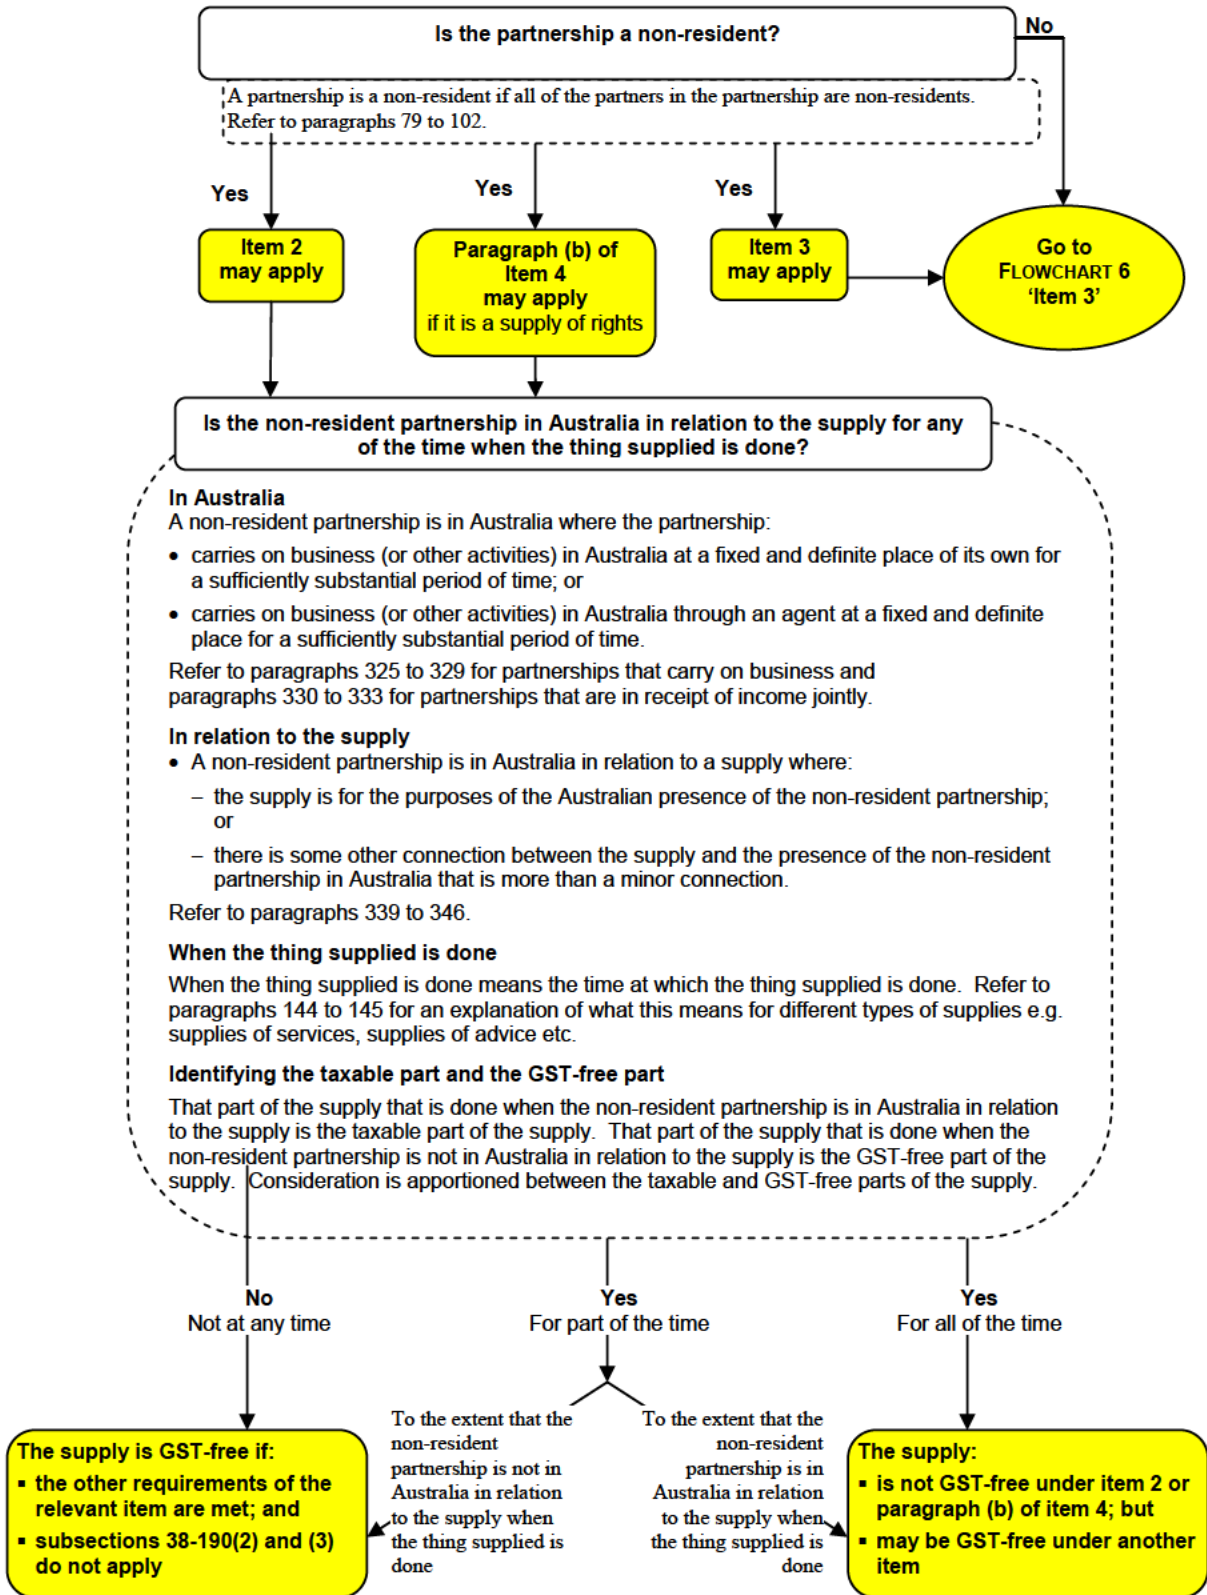 Is the partnership a non-resident?
No
A partnership is a non-resident if all of the partners in the partnership are non-residents.
Refer to paragraphs 79 to 102.
Yes
Yes
Yes
Item 2
may apply
Paragraph (b) of
Item 4
may apply
if it is a supply of rights
Item 3
may apply
Go to
FLOWCHART 6
‘Item 3’
Is the non-resident partnership in Australia in relation to the supply for any
of the time when the thing supplied is done?
In Australia
A non-resident partnership is in Australia where the partnership:
• carries on business (or other activities) in Australia at a fixed and definite place of its own for
a sufficiently substantial period of time; or
• carries on business (or other activities) in Australia through an agent at a fixed and definite
place for a sufficiently substantial period of time.
Refer to paragraphs 325 to 329 for partnerships that carry on business and
paragraphs 330 to 333 for partnerships that are in receipt of income jointly.
In relation to the supply
• A non-resident partnership is in Australia in relation to a supply where:
– the supply is for the purposes of the Australian presence of the non-resident partnership;
or
– there is some other connection between the supply and the presence of the non-resident
partnership in Australia that is more than a minor connection.
Refer to paragraphs 339 to 346.
When the thing supplied is done
When the thing supplied is done means the time at which the thing supplied is done. Refer to
paragraphs 144 to 145 for an explanation of what this means for different types of supplies e.g.
supplies of services, supplies of advice etc.
Identifying the taxable part and the GST-free part
That part of the supply that is done when the non-resident partnership is in Australia in relation
to the supply is the taxable part of the supply. That part of the supply that is done when the
non-resident partnership is not in Australia in relation to the supply is the GST-free part of the
supply. Consideration is apportioned between the taxable and GST-free parts of the supply.
No
Not at any time
Yes
For part of the time
Yes
For all of the time
The supply is GST-free if:
▪ the other requirements of the
relevant item are met; and
▪ subsections 38-190(2) and (3)
do not apply
To the extent that the
non-resident
partnership is not in
Australia in relation
to the supply when
the thing supplied is
done
To the extent that the
non-resident
partnership is in
Australia in relation
to the supply when
the thing supplied is
done
The supply:
▪ is not GST-free under item 2 or
paragraph (b) of item 4; but
▪ may be GST-free under another
item